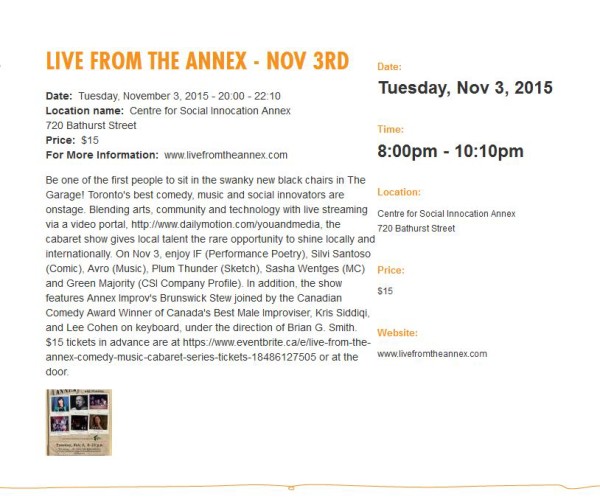 LIVE FROM THE ANNEX - NOV 3RD
Date: Tuesday, November 3, 2015 - 20:00 - 22:10
Location name: Centre for Social Innocation Annex
720 Bathurst Street
Price: $15
For More Information: www.livefromtheannex.com
Be one of the first people to sit in the swanky new black chairs in The
Garage! Toronto's best comedy, music and social innovators are
onstage. Blending arts, community and technology with live streaming
via a video portal, http://www.dailymotion.com/youandmedia, the
cabaret show gives local talent the rare opportunity to shine locally and
internationally. On Nov 3, enjoy IF (Performance Poetry), Silvi Santoso
(Comic), Avro (Music), Plum Thunder (Sketch), Sasha Wentges (MC)
and Green Majority (CSI Company Profile). In addition, the show
features Annex Improv's Brunswick Stew joined by the Canadian
Comedy Award Winner of Canada's Best Male Improviser, Kris Siddiqi,
and Lee Cohen on keyboard, under the direction of Brian G. Smith.
$15 tickets in advance are at https://www.eventbrite.ca/e/live-from-the-
annex-comedy-music-cabaret-series-tickets-18486127505 or at the
door.
Date:
Tuesday, Nov 3, 2015
Time:
8:00pm - 10:10pm
Location:
Centre for Social Innocation Annex
720 Bathurst Street
Price:
$15
Website:
www.livefromtheannex.com